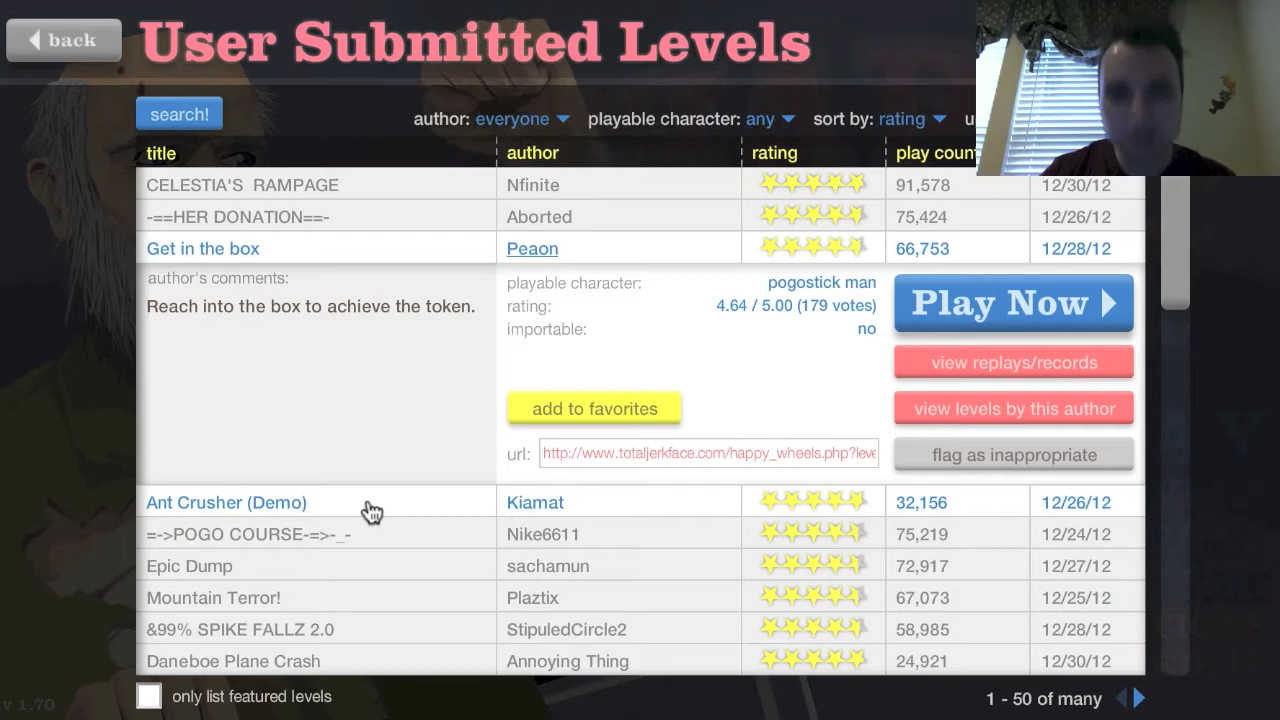 back
User Submitted Levels
search!
author: everyone playable character: any sort by: rating u
title author rating play coun
CELESTIA'S RAMPAGE Nfinite 91,578 12/30/12
-==HER DONATION==- Aborted 75,424 12/26/12
Get in the box Peaon 66,753 12/28/12
author's comments:
Reach into the box to achieve the token.
playable character: pogostick man
rating: 4.64 / 5.00 (179 votes)
importable: no
add to favorites
url: http://www.totaljerkface.com/happy_wheels.php?leve
Play Now
view replays/records
view levels by this author
flag as inappropriate
Ant Crusher (Demo) Kiamat 32,156 12/26/12
=->POGO COURSE-=>-_- Nike6611 75,219 12/24/12
Epic Dump sachamun 72,917 12/27/12
Mountain Terror! Plaztix 67,073 12/25/12
&99% SPIKE FALLZ 2.0 StipuledCircle2 58,985 12/28/12
Daneboe Plane Crash Annoying Thing 24,921 12/30/12
only list featured levels
1 - 50 of many
v 1.70